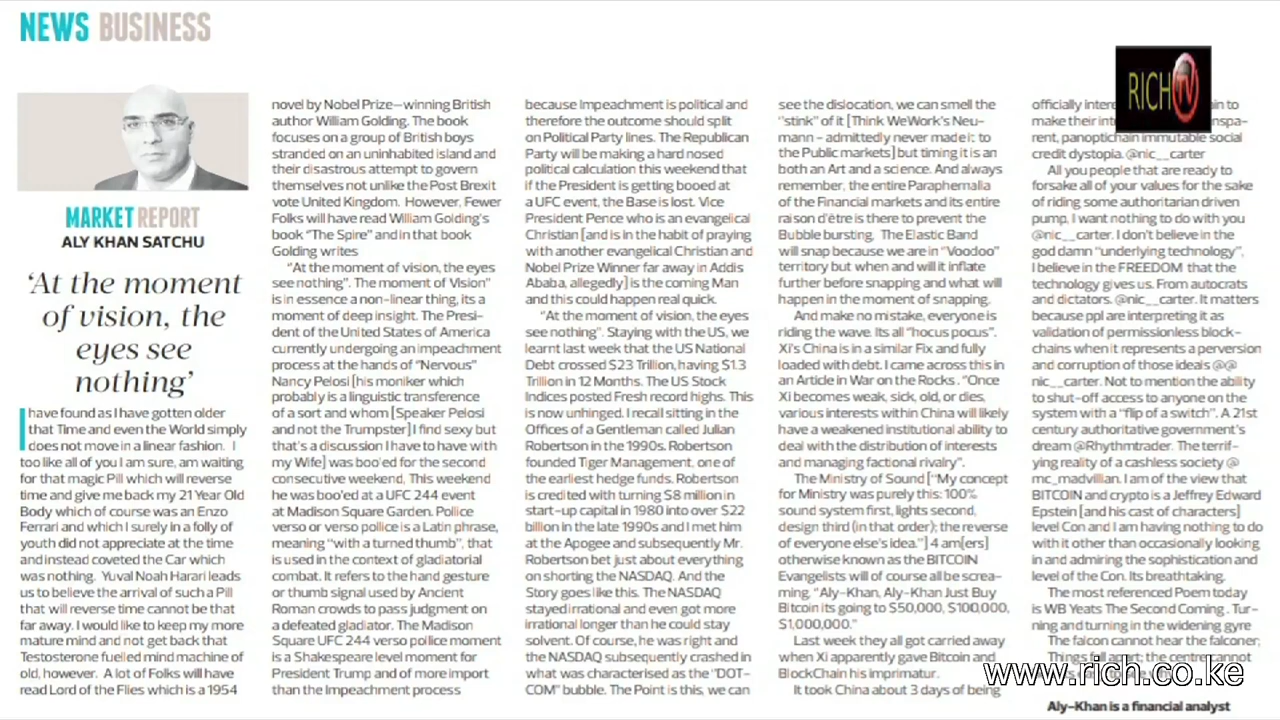 NEWS BUSINESS
MARKET REPORT
ALY KHAN SATCHU
‘At the moment
of vision, the
eyes see
nothing’
I have found as I have gotten older
that Time and even the World simply
does not move in a linear fashion. I
too like all of you I am sure, am waiting
for that magic Pill which will reverse
time and give me back my 21 Year Old
Body which of course was an Enzo
Ferrari and which I surely in a folly of
youth did not appreciate at the time
and instead coveted the Car which
was nothing. Yuval Noah Harari leads
us to believe the arrival of such a Pill
that will reverse time cannot be that
far away. I would like to keep my more
mature mind and not get back that
Testosterone fuelled mind machine of
old, however. A lot of Folks will have
read Lord of the Flies which is a 1954
novel by Nobel Prize–winning British
author William Golding. The book
focuses on a group of British boys
stranded on an uninhabited island and
their disastrous attempt to govern
themselves not unlike the Post Brexit
vote United Kingdom. However, Fewer
Folks will have read William Golding's
book “The Spire” and in that book
Golding writes
“At the moment of vision, the eyes
see nothing”. The moment of Vision”
is in essence a non-linear thing, its a
moment of deep insight. The Presi-
dent of the United States of America
currently undergoing an impeachment
process at the hands of “Nervous”
Nancy Pelosi [his moniker which
probably is a linguistic transference
of a sort and whom [Speaker Pelosi
and not the Trumpster] I find sexy but
that's a discussion I have to have with
my Wife] was boo'ed for the second
consecutive weekend. This weekend
he was boo'ed at a UFC 244 event
at Madison Square Garden. Police
verso or verso pollice is a Latin phrase,
meaning “with a turned thumb”, that
is used in the context of gladiatorial
combat. It refers to the hand gesture
or thumb signal used by Ancient
Roman crowds to pass judgment on
a defeated gladiator. The Madison
Square UFC 244 verso pollice moment
is a Shakespeare level moment for
President Trump and of more import
than the Impeachment process
because Impeachment is political and
therefore the outcome should split
on Political Party lines. The Republican
Party will be making a hard nosed
political calculation this weekend that
if the President is getting booed at
a UFC event, the Base is lost. Vice
President Pence who is an evangelical
Christian [and is in the habit of praying
with another evangelical Christian and
Nobel Prize Winner far away in Addis
Ababa, allegedly] is the coming Man
and this could happen real quick.
“At the moment of vision, the eyes
see nothing”. Staying with the US, we
learnt last week that the US National
Debt crossed $23 Trillion, having $1.3
Trillion in 12 Months. The US Stock
Indices posted Fresh record highs. This
is now unhinged. I recall sitting in the
Offices of a Gentleman called Julian
Robertson in the 1990s. Robertson
founded Tiger Management, one of
the earliest hedge funds. Robertson
is credited with turning $8 million in
start-up capital in 1980 into over $22
billion in the late 1990s and I met him
at the Apogee and subsequently Mr.
Robertson bet just about everything
on shorting the NASDAQ. And the
Story goes like this. The NASDAQ
stayed irrational and even got more
irrational longer than he could stay
solvent. Of course, he was right and
the NASDAQ subsequently crashed in
what was characterised as the “DOT-
COM” bubble. The Point is this, we can
see the dislocation, we can smell the
“stink” of it [Think WeWork's Neu-
mann – admittedly never made it to
the Public markets] but timing it is an
both an Art and a science. And always
remember, the entire Paraphernalia
of the Financial markets and its entire
raison d'être is there to prevent the
Bubble bursting. The Elastic Band
will snap because we are in “Voodoo”
territory but when and will it inflate
further before snapping and what will
happen in the moment of snapping.
And make no mistake, everyone is
riding the wave. Its all “hocus pocus”.
Xi's China is in a similar Fix and fully
loaded with debt. I came across this in
an Article in War on the Rocks . “Once
Xi becomes weak, sick, old, or dies,
various interests within China will likely
have a weakened institutional ability to
deal with the distribution of interests
and managing factional rivalry”.
The Ministry of Sound [“My concept
for Ministry was purely this: 100%
sound system first, lights second,
design third (in that order); the reverse
of everyone else's idea.”] 4 am[ers]
otherwise known as the BITCOIN
Evangelists will of course all be screa-
ming, “Aly-Khan, Aly-Khan Just Buy
Bitcoin its going to $50,000, $100,000,
$1,000,000.”
Last week they all got carried away
when Xi apparently gave Bitcoin and
BlockChain his imprimatur.
It took China about 3 days of being
officially in to
make their
rent, panoptichain immutable social
credit dystopia. @nic__carter
All you people that are ready to
forsake all of your values for the sake
of riding some authoritarian driven
pump, I want nothing to do with you
@nic__carter. I don't believe in the
god damn “underlying technology”,
I believe in the FREEDOM that the
technology gives us. From autocrats
and dictators. @nic__carter. It matters
because ppl are interpreting it as
validation of permissionless block-
chains when it represents a perversion
and corruption of those ideals @@
nic__carter. Not to mention the ability
to shut-off access to anyone on the
system with a “flip of a switch”. A 21st
century authoritative government's
dream @Rhythmtrader. The terrif-
ying reality of a cashless society @
mc_madvillian. I am of the view that
BITCOIN and crypto is a Jeffrey Edward
Epstein [and his cast of characters]
level Con and I am having nothing to do
with it other than occasionally looking
in and admiring the sophistication and
level of the Con. Its breathtaking.
The most referenced Poem today
is WB Yeats The Second Coming . Tur-
ning and turning in the widening gyre
The falcon cannot hear the falconer;
Things fall apart; the centre cannot
Aly-Khan is a financial analyst
RICH TV
www.rich.co.ke